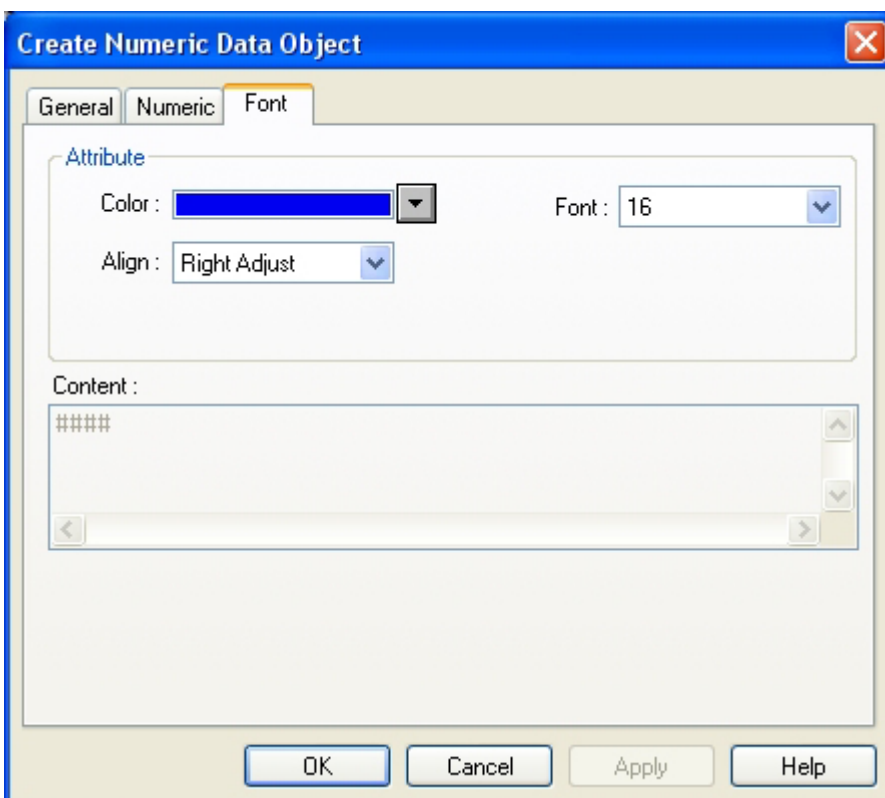 Create Numeric Data Object
General Numeric Font
Attribute
Color : Font : 16
Align : Right Adjust
Content :
####
OK Cancel Apply Help